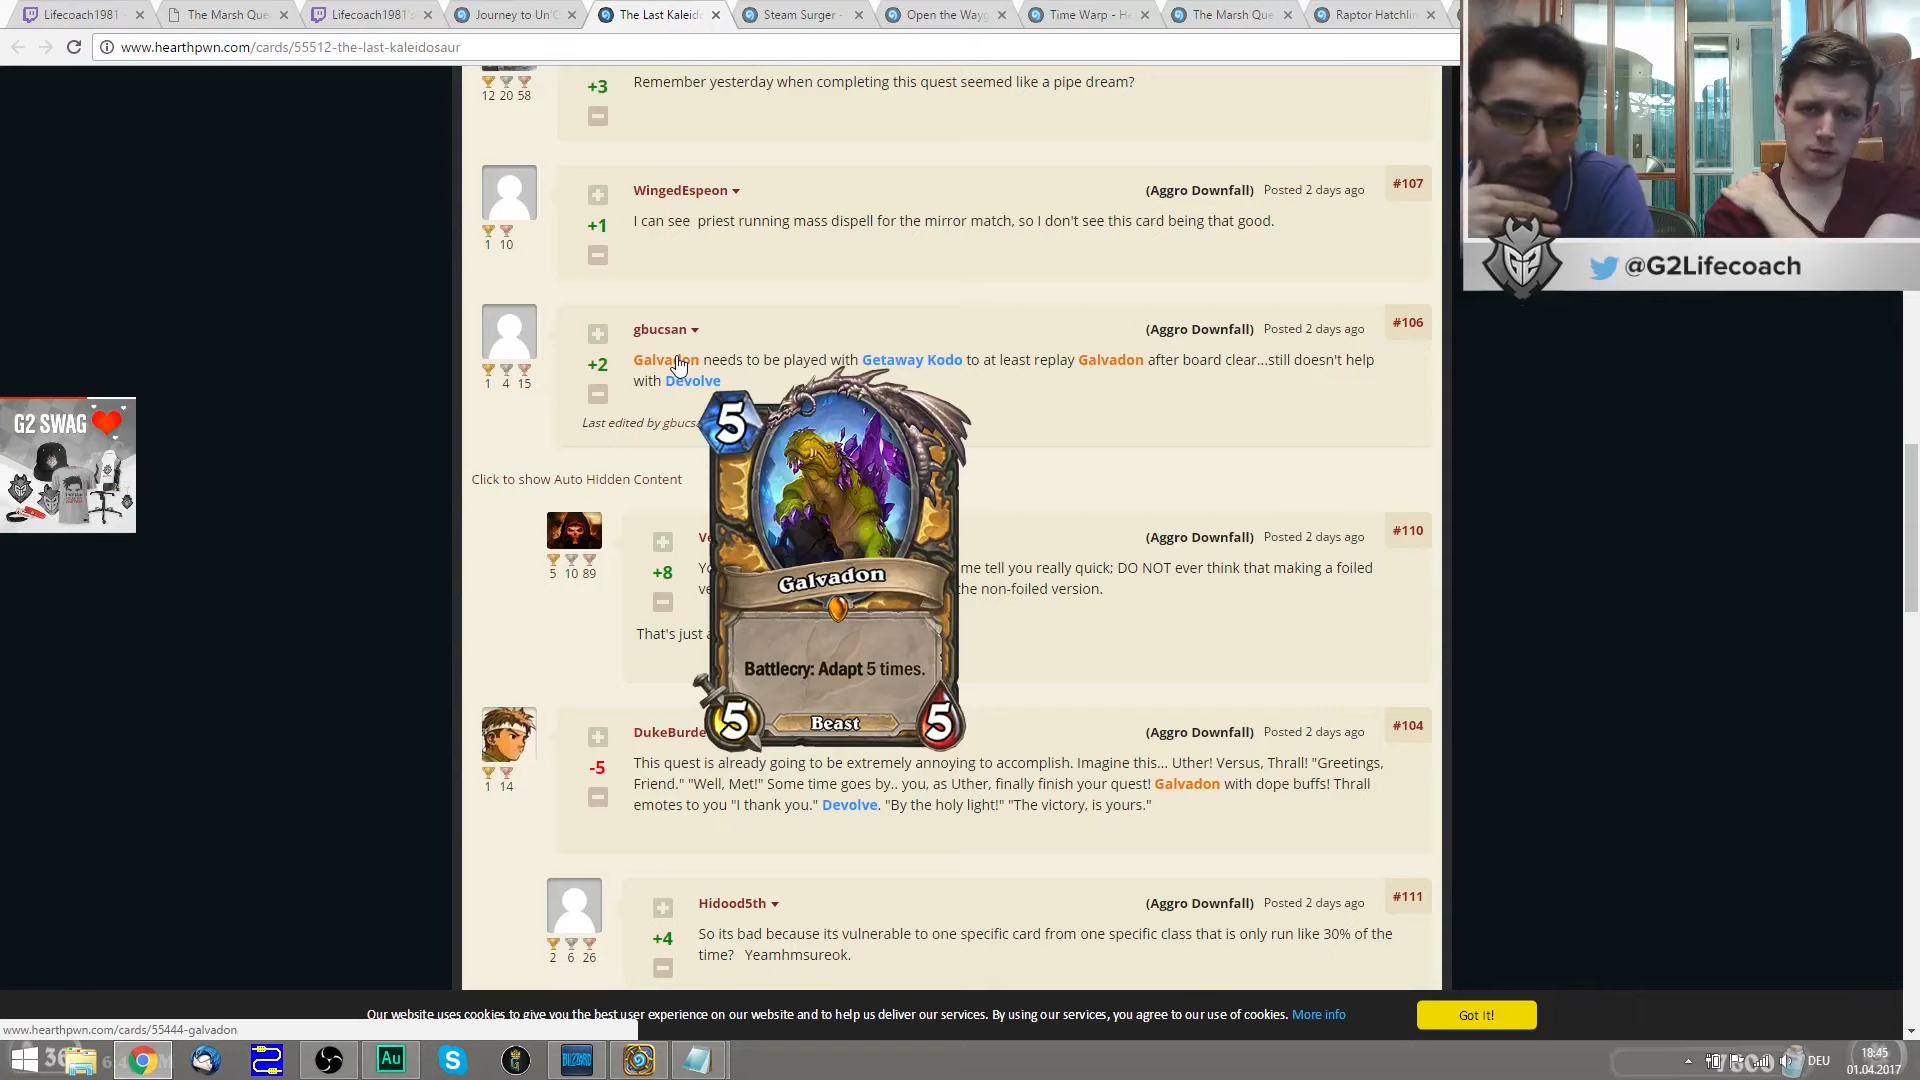 Lifecoach1981
The Marsh Que
Lifecoach1981's
Journey to Un'G
The Last Kaleid
Steam Surger -
Open the Wayg
Time Warp - He
The Marsh Que
Raptor Hatchlin
www.hearthpwn.com/cards/55512-the-last-kaleidosaur
12 20 58
+3
Remember yesterday when completing this quest seemed like a pipe dream?
WingedEspeon
(Aggro Downfall) Posted 2 days ago
#107
+1
I can see priest running mass dispell for the mirror match, so I don't see this card being that good.
1 10
@G2Lifecoach
G2
gbucsan
(Aggro Downfall) Posted 2 days ago
#106
+2
Galvadon needs to be played with Getaway Kodo to at least replay Galvadon after board clear...still doesn't help
with Devolve
1 4 15
Last edited by gbucsa
G2 SWAG
Click to show Auto Hidden Content
5
Galvadon
Battlecry: Adapt 5 times.
5
Beast
5
Ve
(Aggro Downfall) Posted 2 days ago
#110
+8
me tell you really quick; DO NOT ever think that making a foiled
the non-foiled version.
5 10 89
That's just a
DukeBurde
(Aggro Downfall) Posted 2 days ago
#104
-5
This quest is already going to be extremely annoying to accomplish. Imagine this... Uther! Versus, Thrall! "Greetings,
Friend." "Well, Met!" Some time goes by.. you, as Uther, finally finish your quest! Galvadon with dope buffs! Thrall
emotes to you "I thank you." Devolve. "By the holy light!" "The victory, is yours."
1 14
Hidood5th
(Aggro Downfall) Posted 2 days ago
#111
+4
So its bad because its vulnerable to one specific card from one specific class that is only run like 30% of the
time? Yeamhmsureok.
2 6 26
Our website uses cookies to give you the best user experience on our website and to help us deliver our services. By using our services, you agree to our use of cookies. More info
Got it!
www.hearthpwn.com/cards/55444-galvadon
Au
BLIZZARD
DEU
18:45
01.04.2017